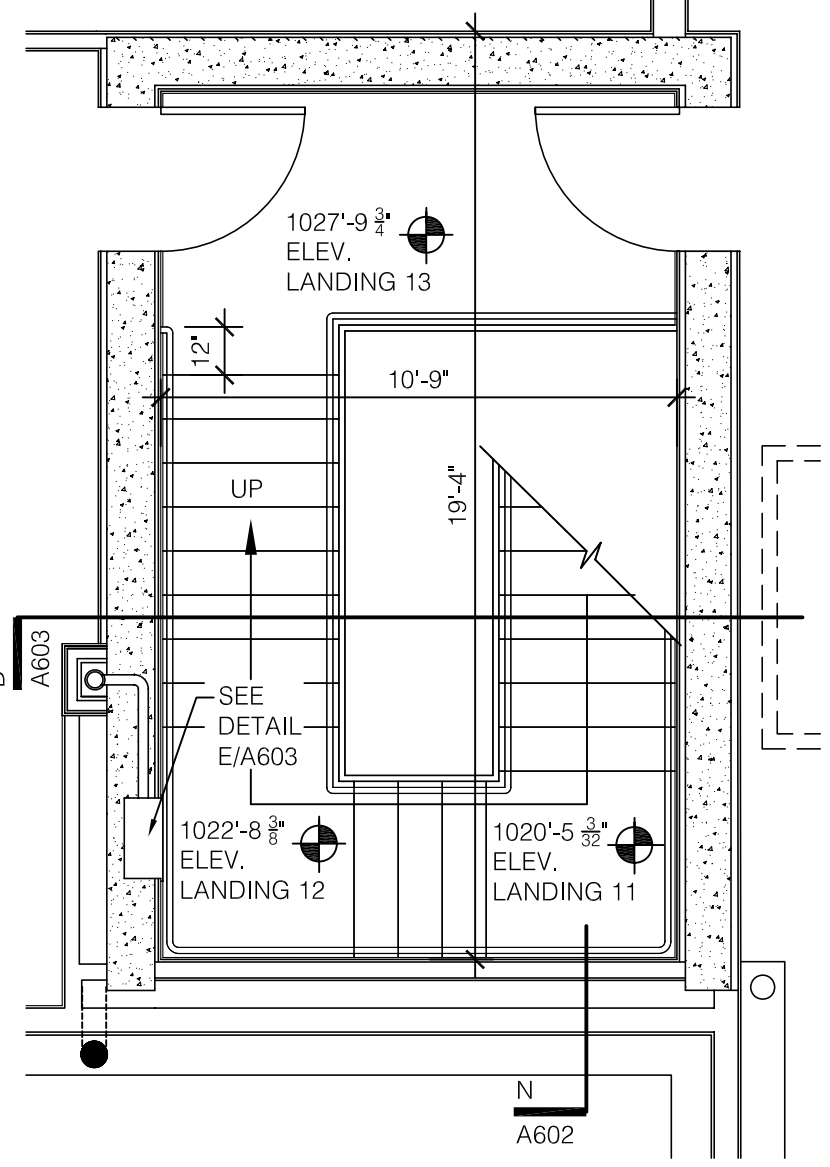 1027'-9 3/4"
ELEV.
LANDING 13
12"
10'-9"
19'-4"
UP
A603
SEE
DETAIL
E/A603
1022'-8 3/8"
ELEV.
LANDING 12
1020'-5 3/32"
ELEV.
LANDING 11
N
A602